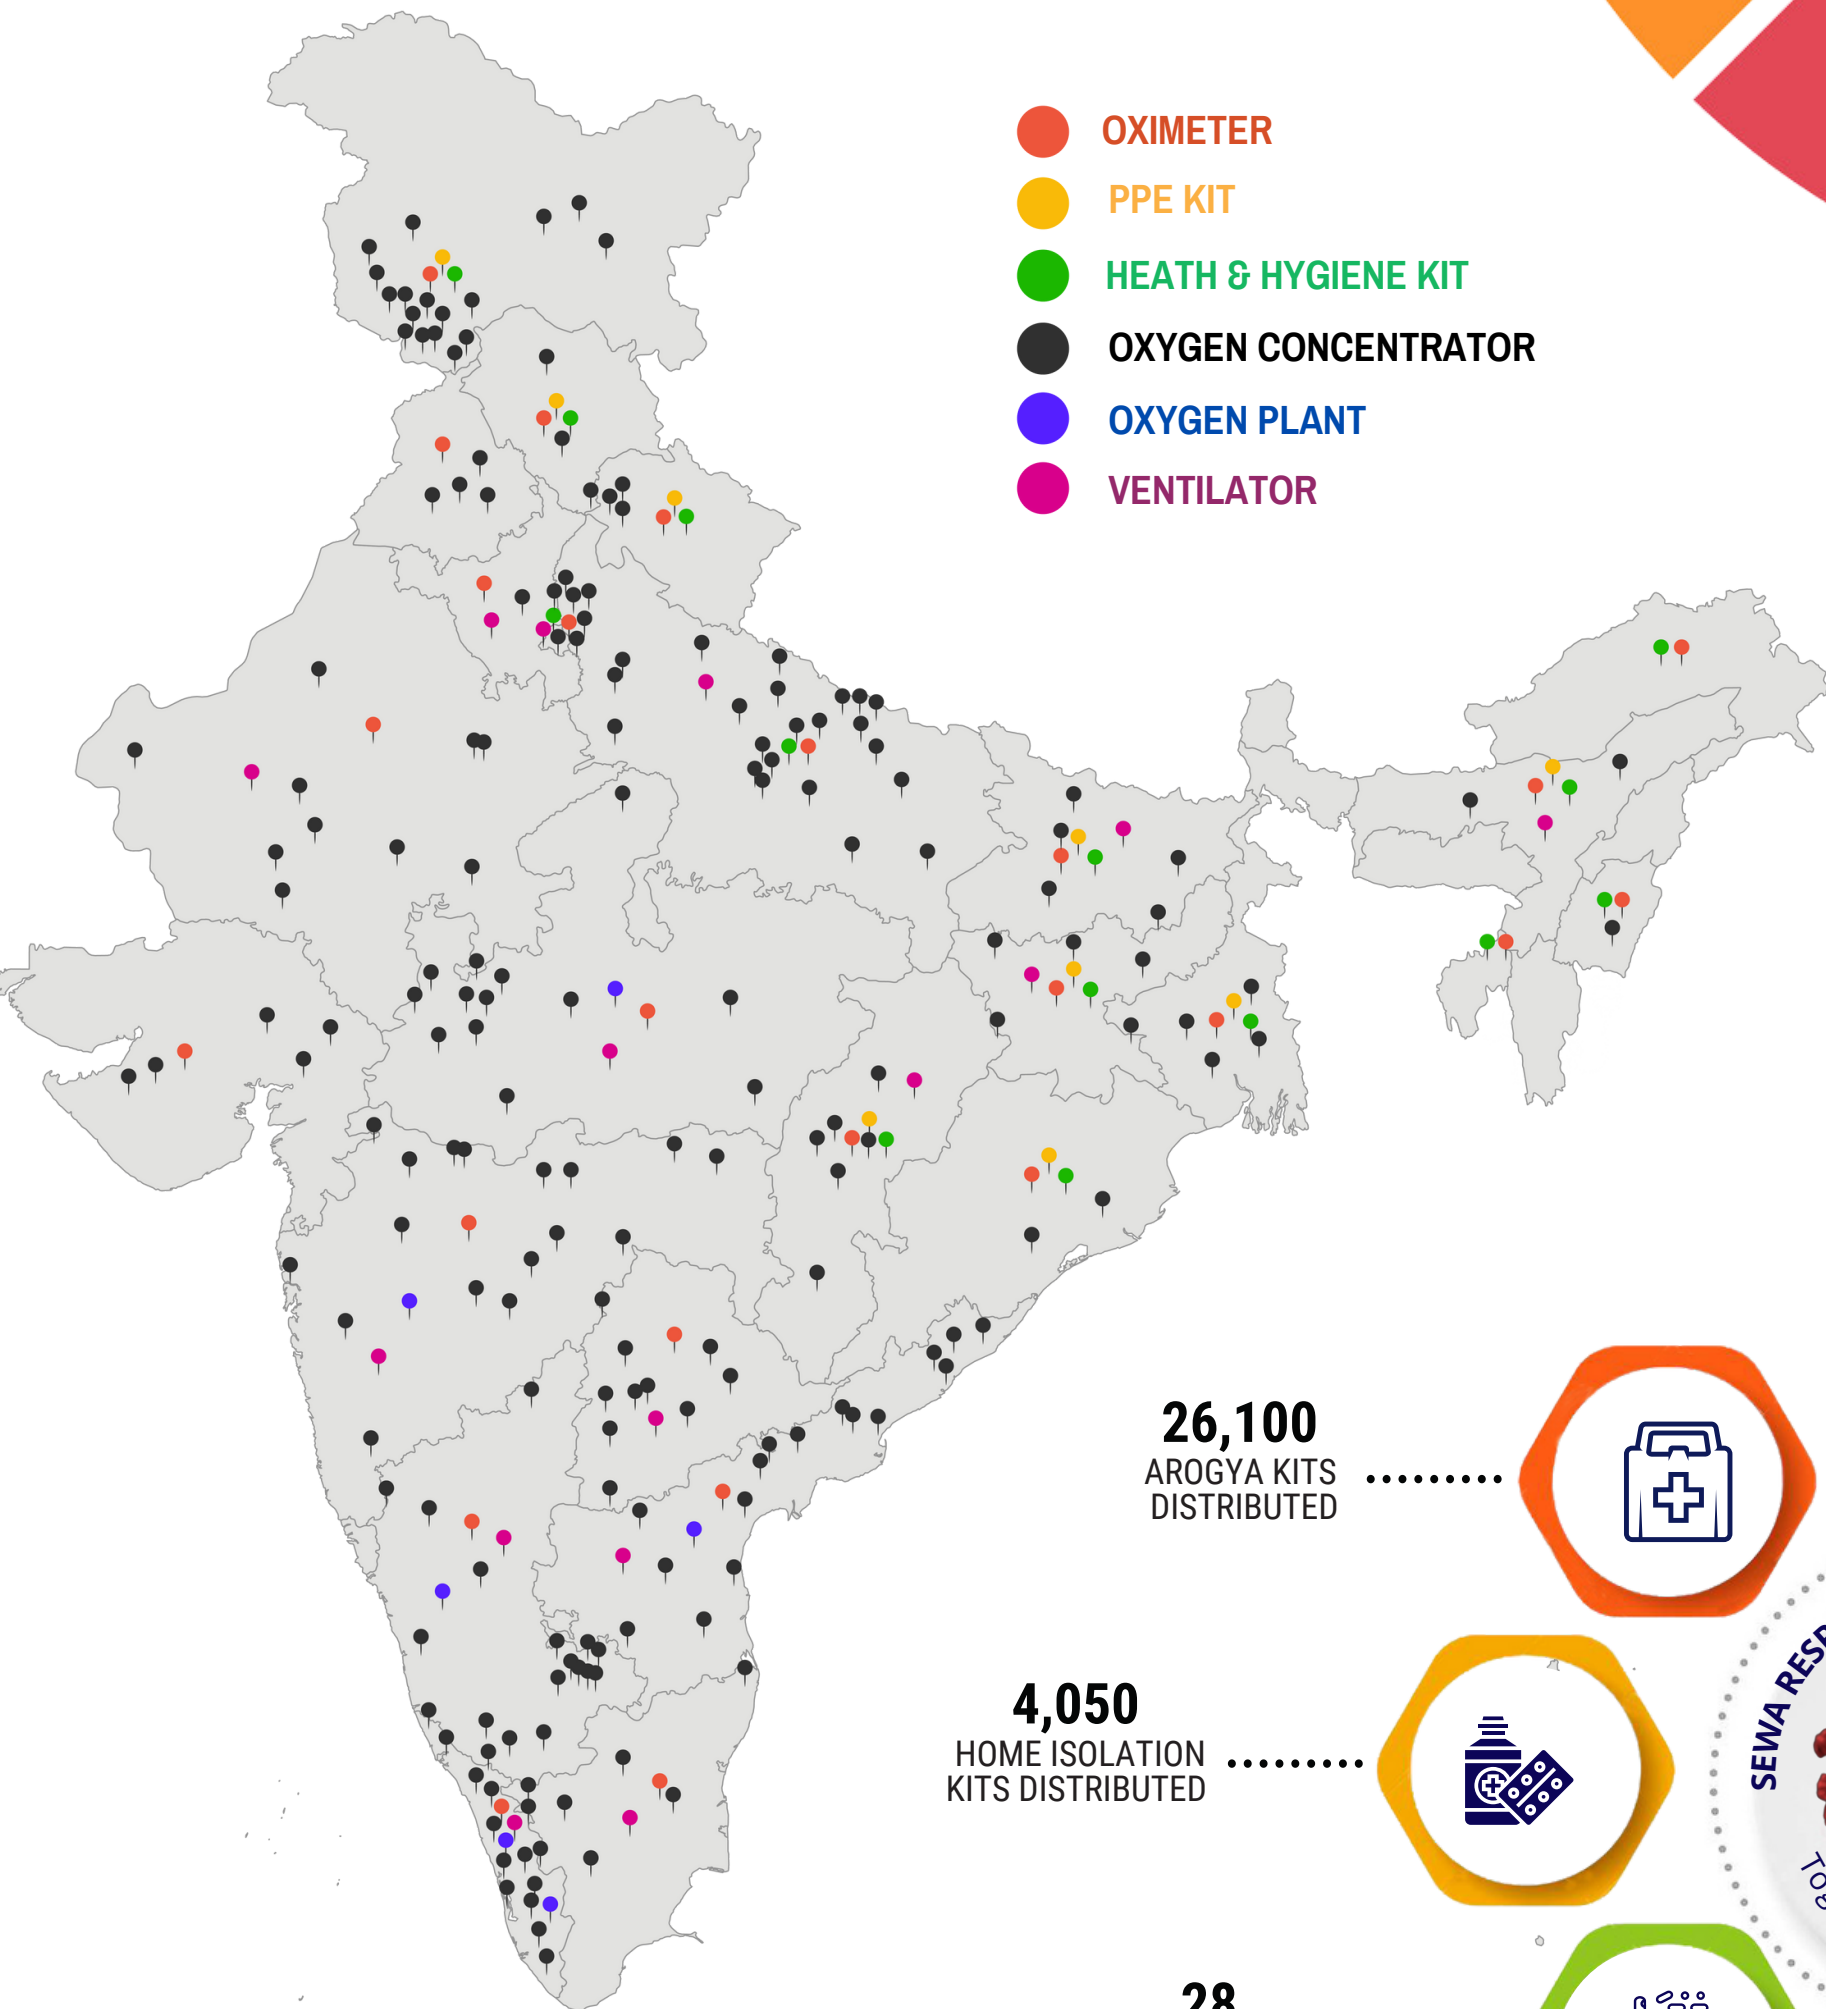 OXIMETER
PPE KIT
HEATH & HYGIENE KIT
OXYGEN CONCENTRATOR
OXYGEN PLANT
VENTILATOR
26,100
AROGYA KITS
DISTRIBUTED
4,050
HOME ISOLATION
KITS DISTRIBUTED
SEWA
28